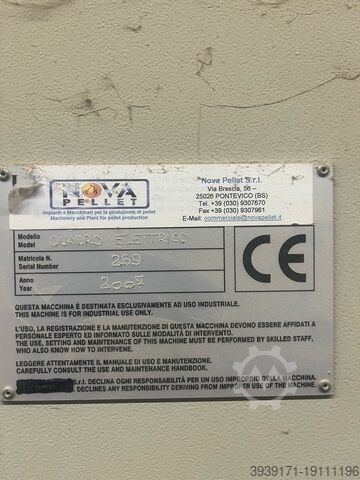 NOVA
PELLET
Impianti e Macchinari per la produzione di pellet
Machinery and Plant for pellet production
Nova Pellet S.r.l.
Via Brescia, 56 –
25026 PONTEVICO (BS)
Tel. +39 (030) 9307670
Fax +39 (030) 9307961
E-Mail: commerciale@novapellet.it
Modello
Model
QUADRO ELETTRICO
Matricola N.
Serial Number
269
Anno
Year
2007
CE
QUESTA MACCHINA È DESTINATA ESCLUSIVAMENTE AD USO INDUSTRIALE.
THIS MACHINE IS FOR INDUSTRIAL USE ONLY.
L'USO, LA REGISTRAZIONE E LA MANUTENZIONE DI QUESTA MACCHINA DEVONO ESSERE AFFIDATI A
PERSONALE ESPERTO ED INFORMATO SULLE MODALITÀ DI INTERVENTO.
THE USE, SETTING AND MAINTENANCE OF THIS MACHINE MUST BE PERFORMED BY SKILLED STAFF,
WHO ALSO KNOW HOW TO INTERVENE.
LEGGERE ATTENTAMENTE IL MANUALE DI USO E MANUTENZIONE.
CAREFULLY CONSULT THE USE AND MAINTENANCE HANDBOOK.
S.r.l. DECLINA OGNI RESPONSABILITÀ PER UN USO IMPROPRIO DELLA MACCHINA.
DECLINES ANY RESPONSIBILITY DERIVING FROM IMPROPER USE OF THE MACHINE.
3939171-19111196